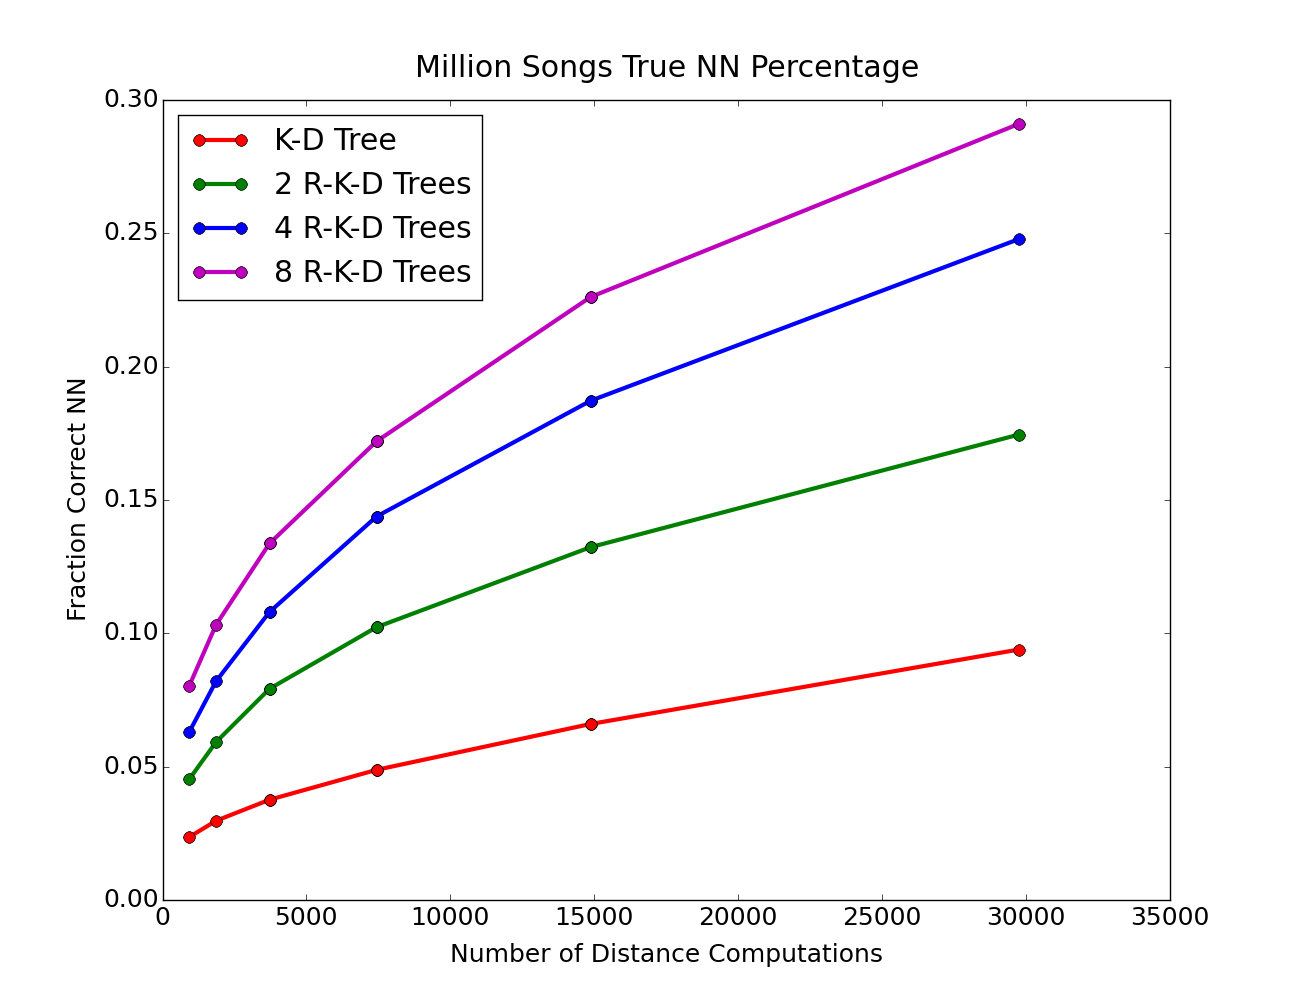 Million Songs True NN Percentage
0.30
0.25
0.20
0.15
0.10
0.05
0.00
Fraction Correct NN
K-D Tree
2 R-K-D Trees
4 R-K-D Trees
8 R-K-D Trees
0 5000 10000 15000 20000 25000 30000 35000
Number of Distance Computations